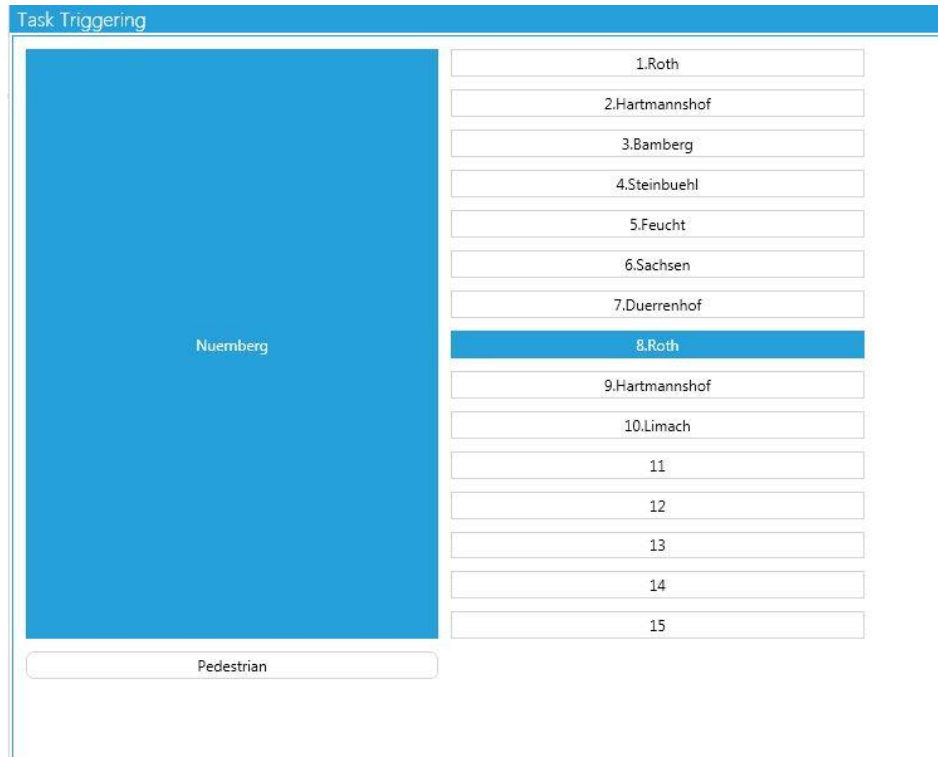 Task Triggering
Nuernberg
1.Roth
2.Hartmannshof
3.Bamberg
4.Steinbuehl
5.Feucht
6.Sachsen
7.Duerrenhof
8.Roth
9.Hartmannshof
10.Limach
11
12
13
14
15
Pedestrian